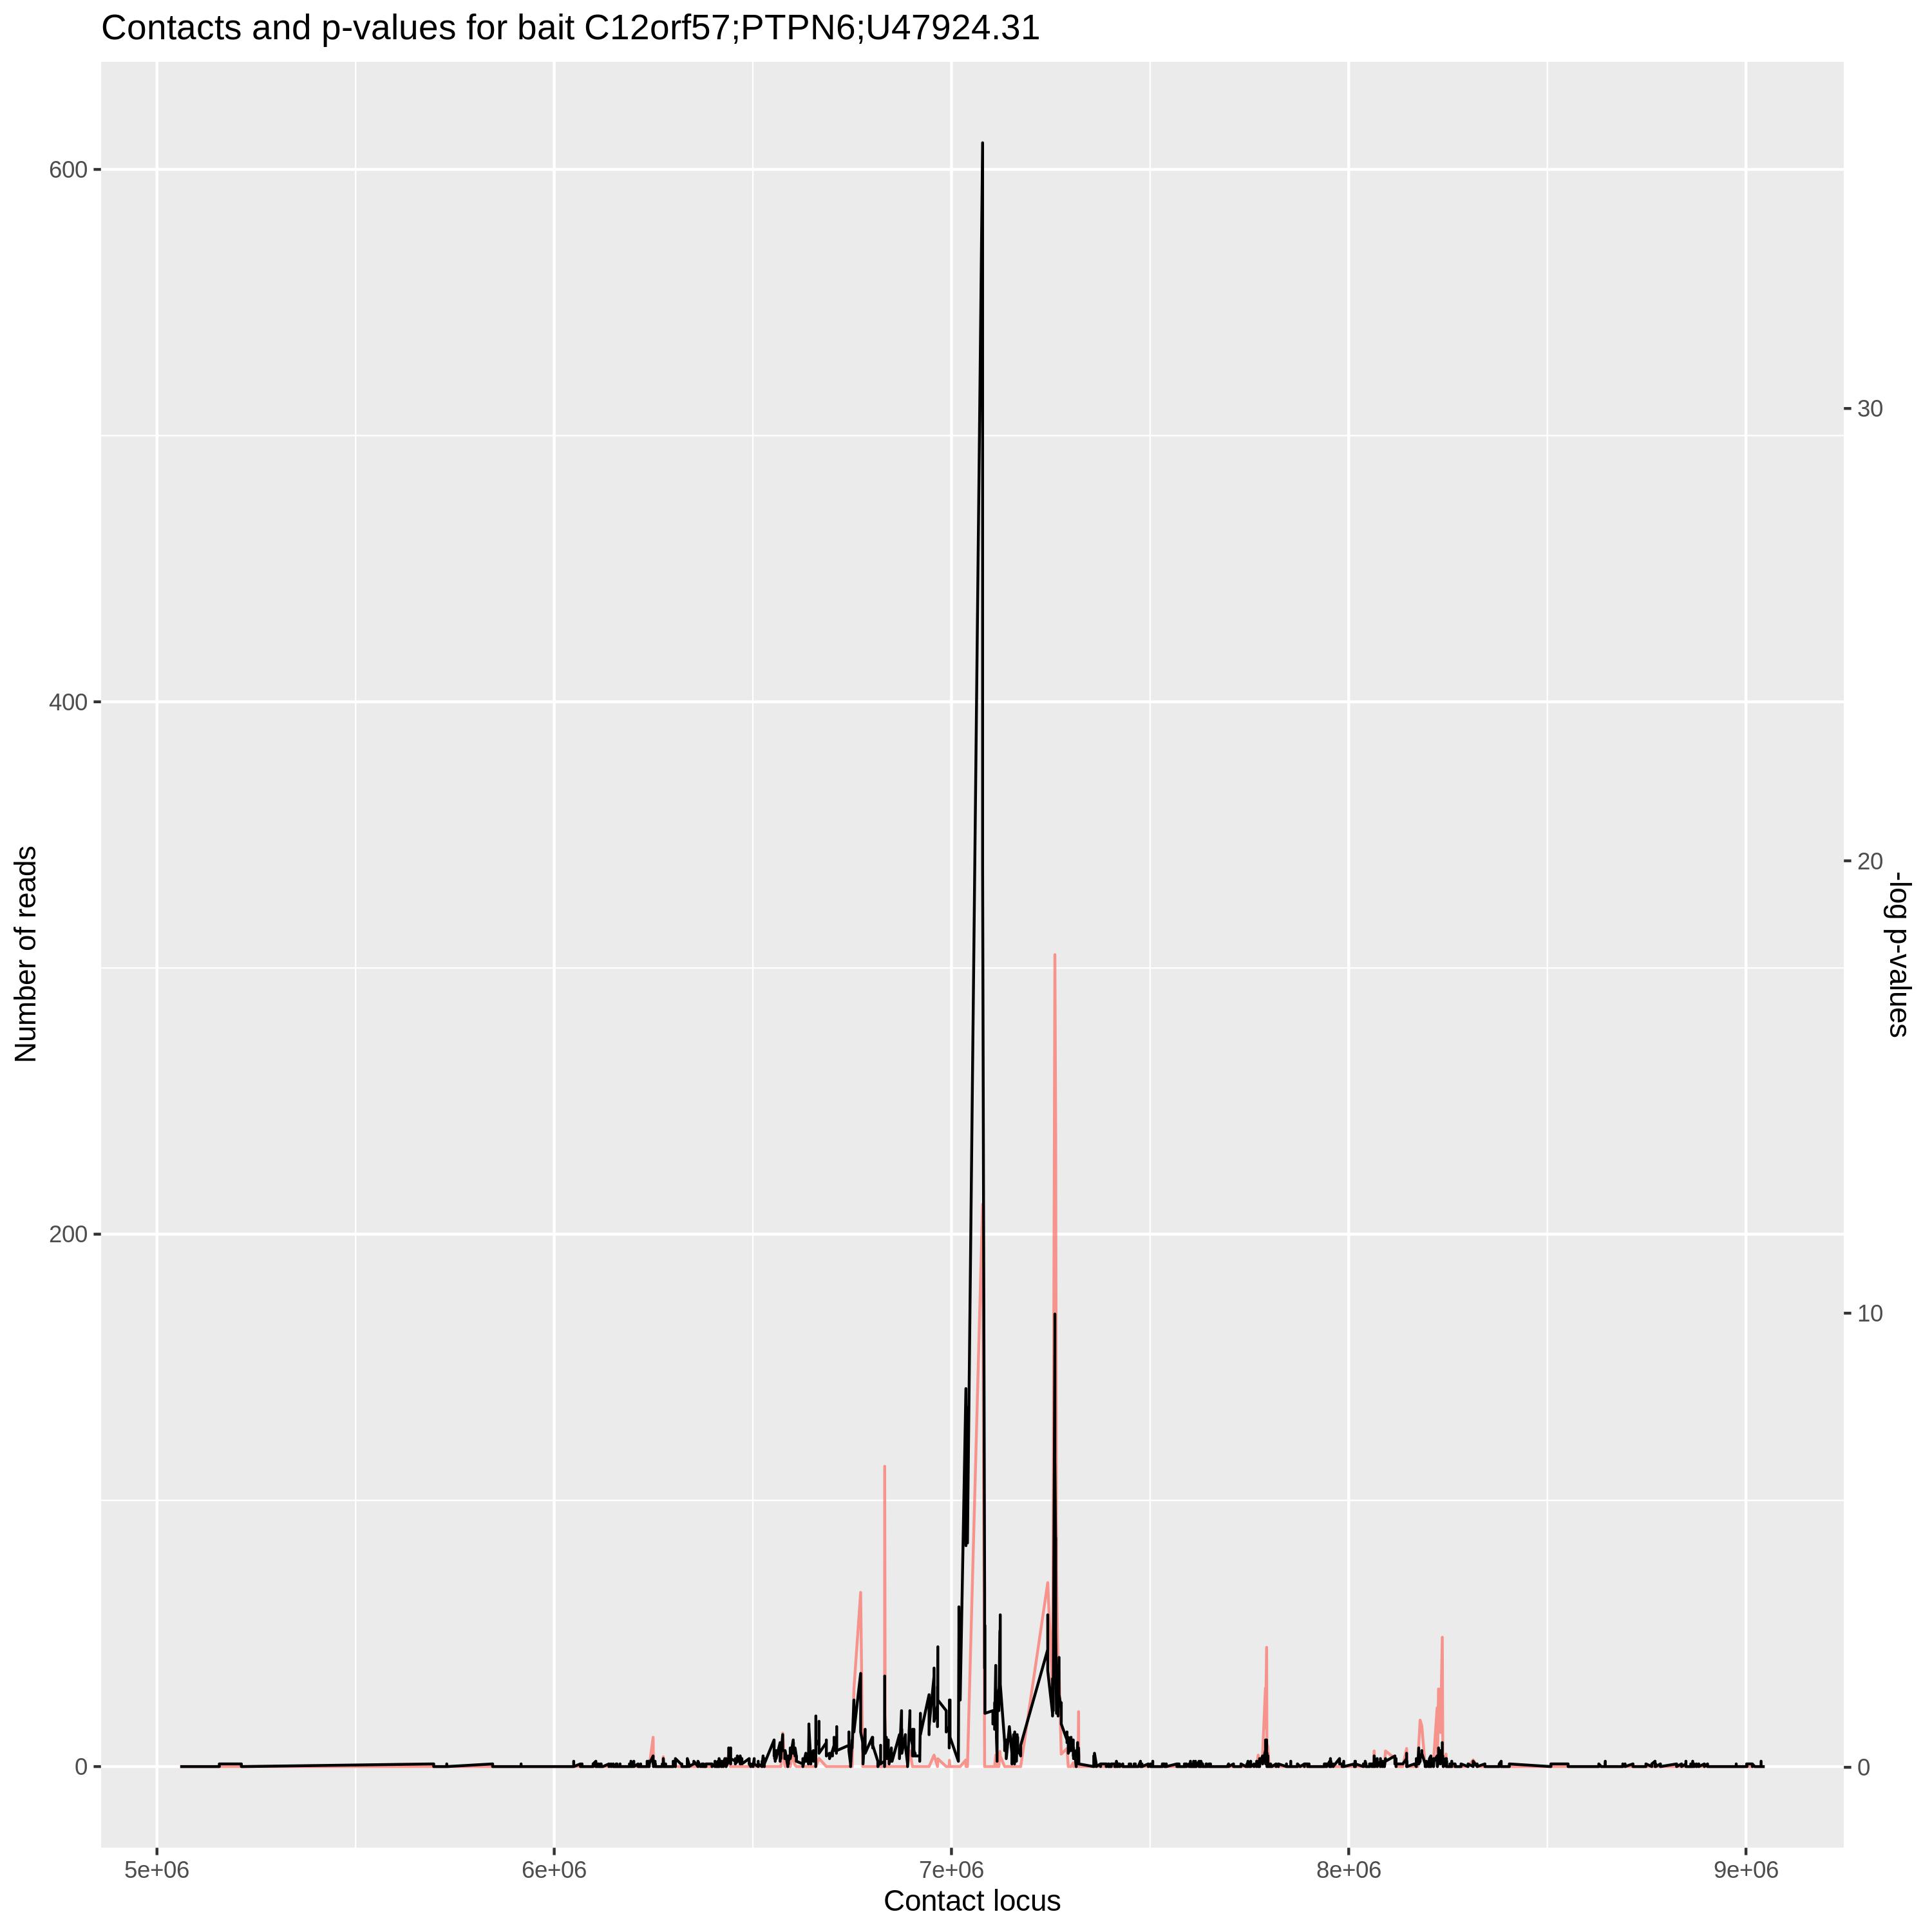 Contacts and p-values for bait C12orf57;PTPN6;U47924.31
600
400
200
0
Number of reads
30
20
10
0
-log p-values
5e+06 6e+06 7e+06 8e+06 9e+06
Contact locus